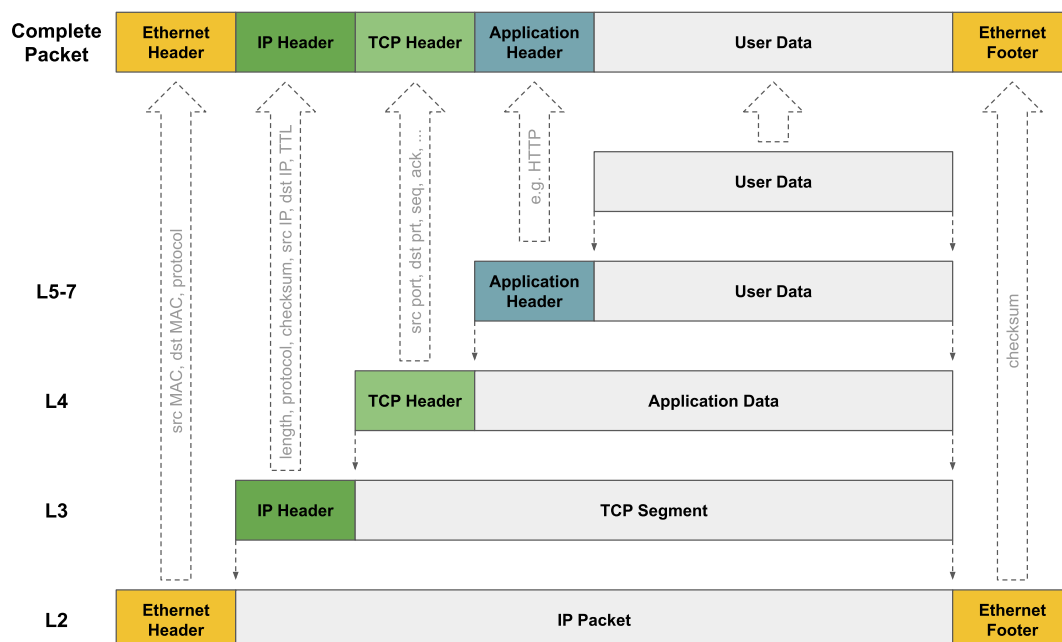 Complete
Packet
Ethernet
Header
IP Header
TCP Header
Application
Header
User Data
Ethernet
Footer
src MAC, dst MAC, protocol
length, protocol, checksum, src IP, dst IP, TTL
src port, dst prt, seq, ack, ...
e.g. HTTP
checksum
User Data
L5-7
Application
Header
User Data
L4
TCP Header
Application Data
L3
IP Header
TCP Segment
L2
Ethernet
Header
IP Packet
Ethernet
Footer